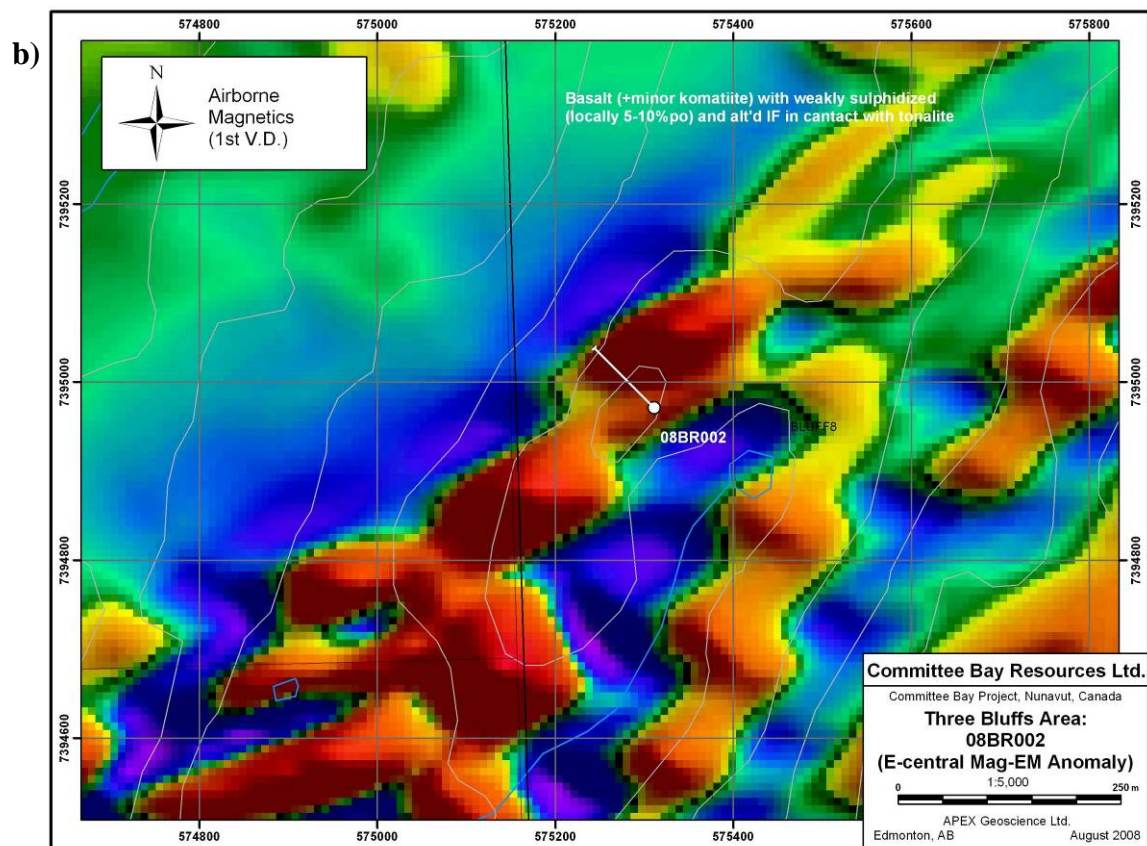 b)
574800 575000 575200 575400 575600 575800
N
Airborne
Magnetics
(1st V.D.)
Basalt (+minor komatiite) with weakly sulphidized
(locally 5-10%po) and alt'd IF in cantact with tonalite
7395200 7395200
7395000 7395000
BLUFF8
08BR002
7394800 7394800
7394600
Committee Bay Resources Ltd.
Committee Bay Project, Nunavut, Canada
Three Bluffs Area:
08BR002
(E-central Mag-EM Anomaly)
1:5,000
0 250 m
APEX Geoscience Ltd.
Edmonton, AB August 2008
574800 575000 575200 575400